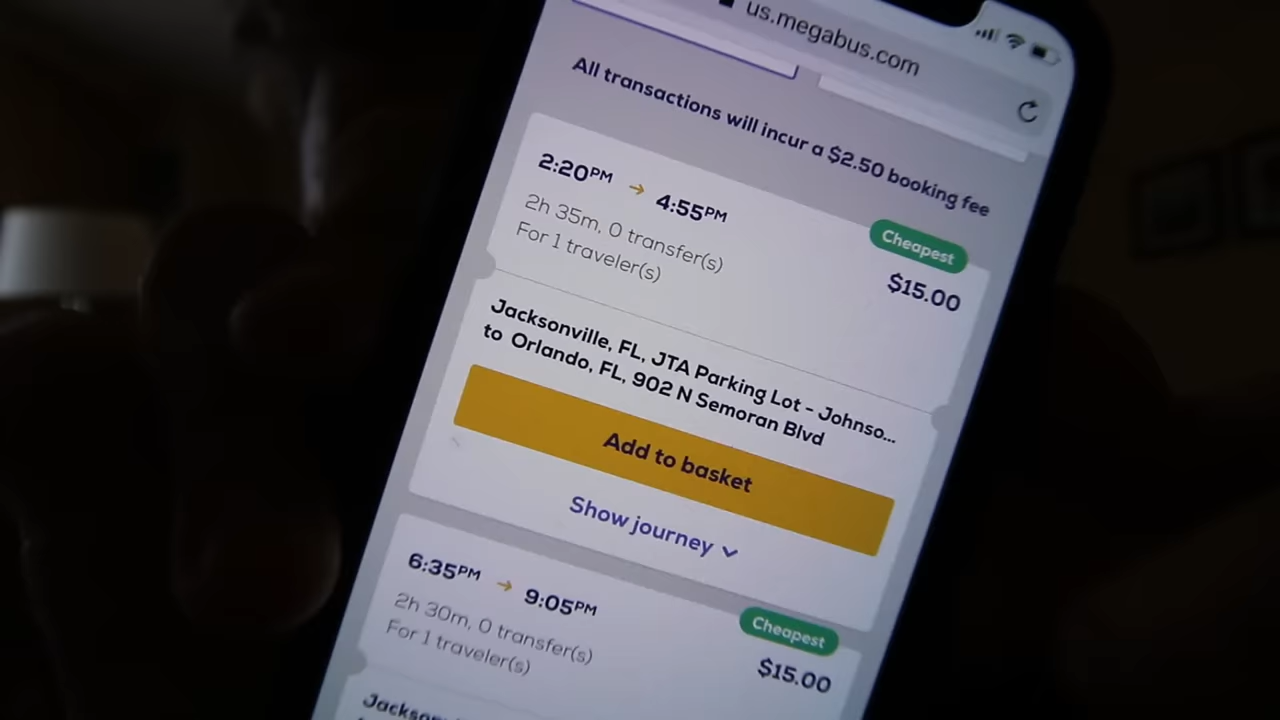 us.megabus.com
All transactions will incur a $2.50 booking fee
2:20PM → 4:55PM
2h 35m, 0 transfer(s)
For 1 traveler(s)
Cheapest
$15.00
Jacksonville, FL, JTA Parking Lot - Johnso...
to Orlando, FL, 902 N Semoran Blvd
Add to basket
Show journey
6:35PM → 9:05PM
2h 30m, 0 transfer(s)
For 1 traveler(s)
Cheapest
$15.00